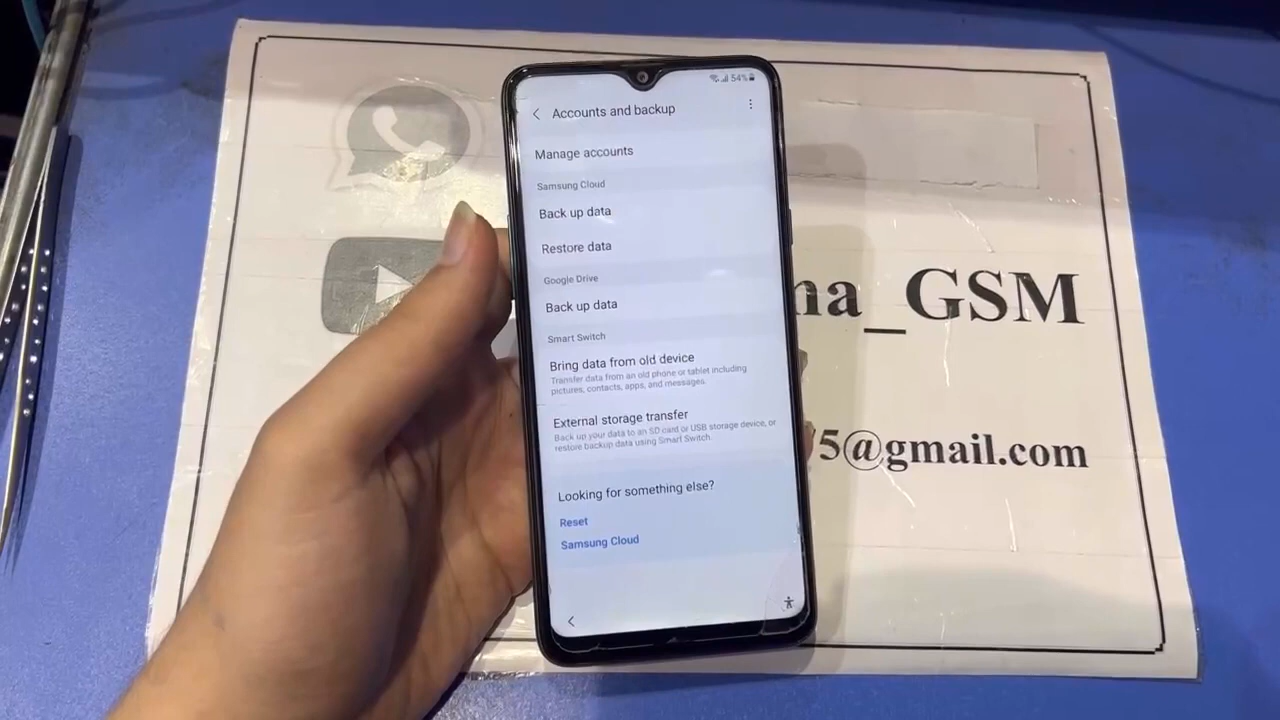 54%
Accounts and backup
Manage accounts
Samsung Cloud
Back up data
Restore data
Google Drive
Back up data
Smart Switch
Bring data from old device
Transfer data from an old phone or tablet including
pictures, contacts, apps, and messages.
External storage transfer
Back up your data to an SD card or USB storage device, or
restore backup data using Smart Switch.
Looking for something else?
Reset
Samsung Cloud
na_GSM
5@gmail.com